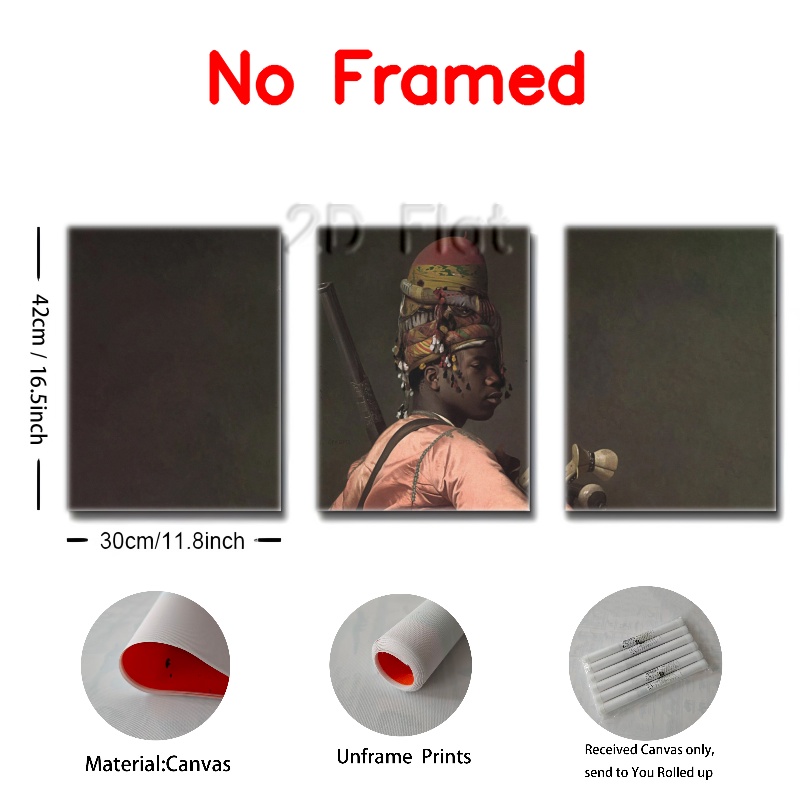 No Framed
2D Flat
42cm / 16.5inch
30cm/11.8inch
Material:Canvas
Unframe Prints
Received Canvas only,
send to You Rolled up